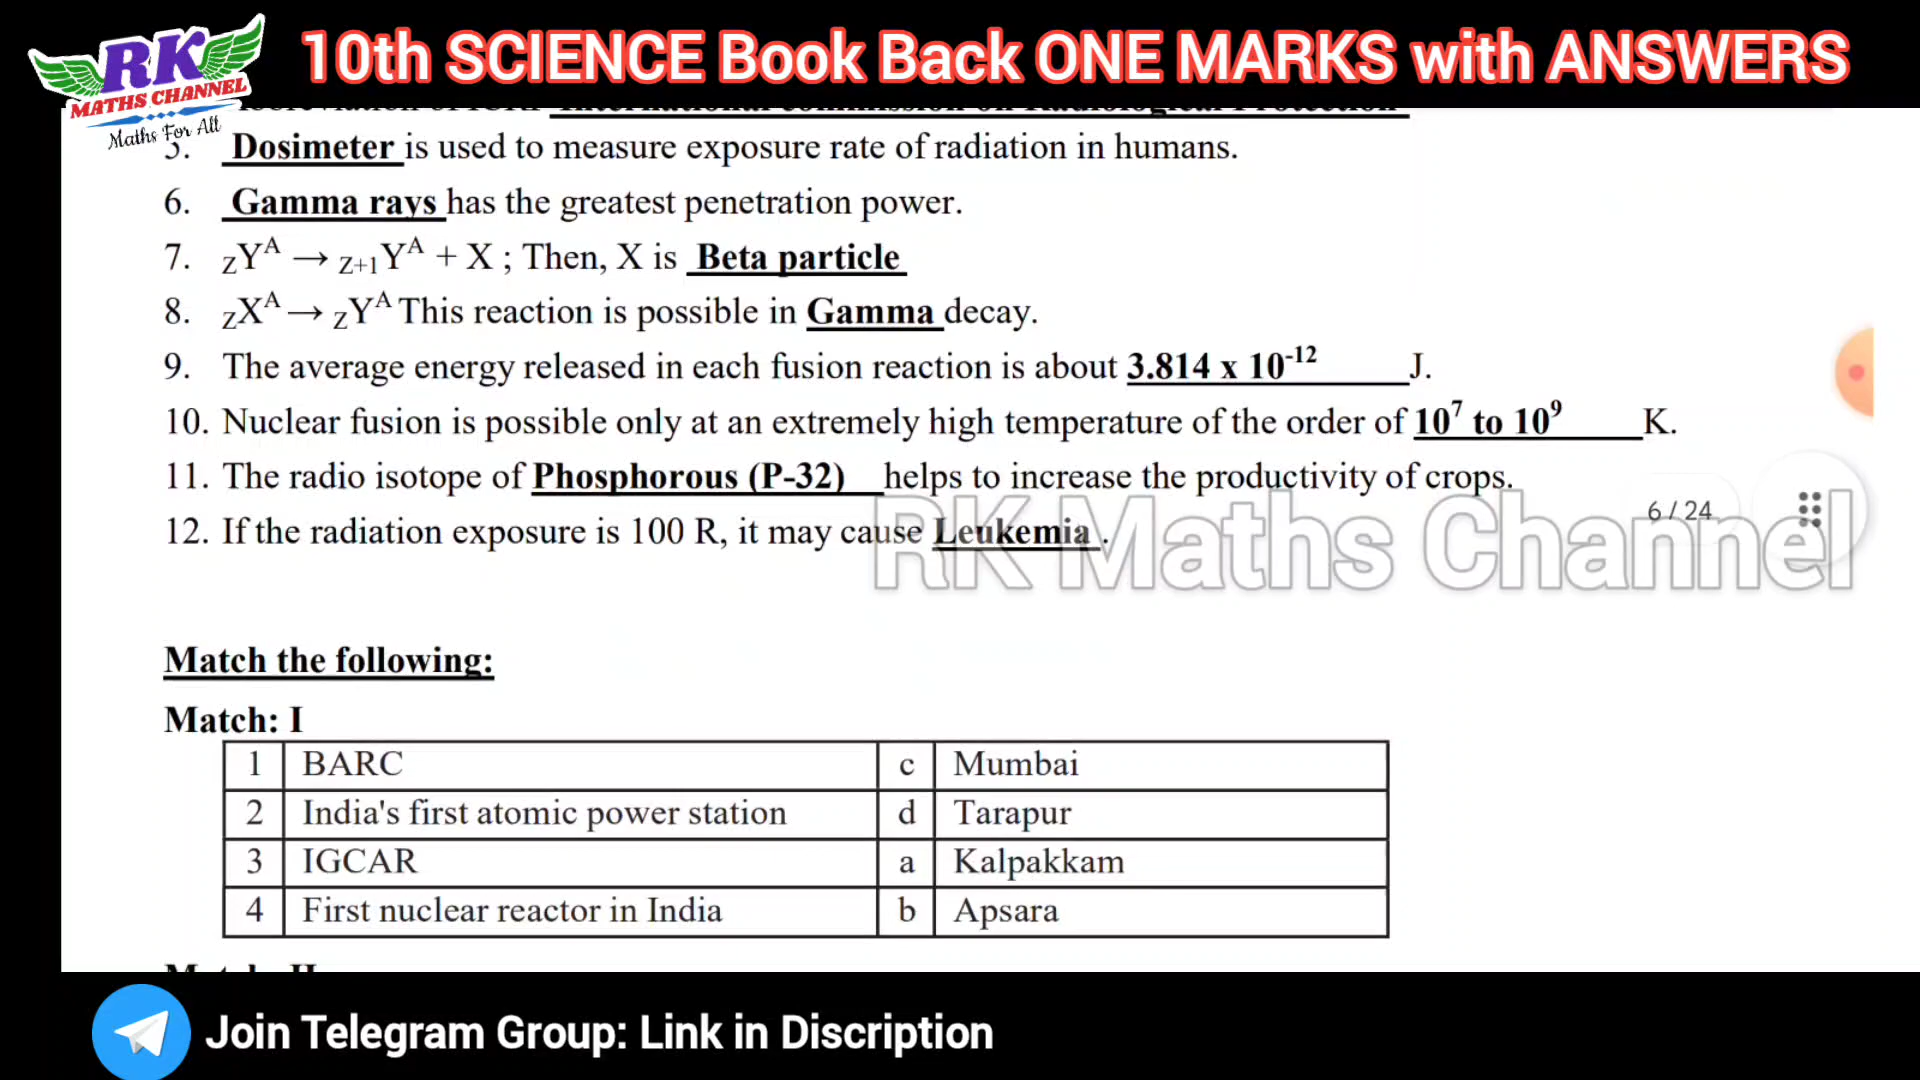 RK
MATHS CHANNEL
Maths For All
10th SCIENCE Book Back ONE MARKS with ANSWERS
International commission on Radiological Protection
5. Dosimeter is used to measure exposure rate of radiation in humans.
6. Gamma rays has the greatest penetration power.
7. ZYᴬ → Z+1Yᴬ + X ; Then, X is Beta particle
8. ZXᴬ → ZYᴬ This reaction is possible in Gamma decay.
9. The average energy released in each fusion reaction is about 3.814 x 10⁻¹² J.
10. Nuclear fusion is possible only at an extremely high temperature of the order of 10⁷ to 10⁹ K.
11. The radio isotope of Phosphorous (P-32) helps to increase the productivity of crops.
6 / 24
12. If the radiation exposure is 100 R, it may cause Leukemia .
RK Maths Channel
Match the following:
Match: I
1 BARC c Mumbai
2 India's first atomic power station d Tarapur
3 IGCAR a Kalpakkam
4 First nuclear reactor in India b Apsara
Join Telegram Group: Link in Discription